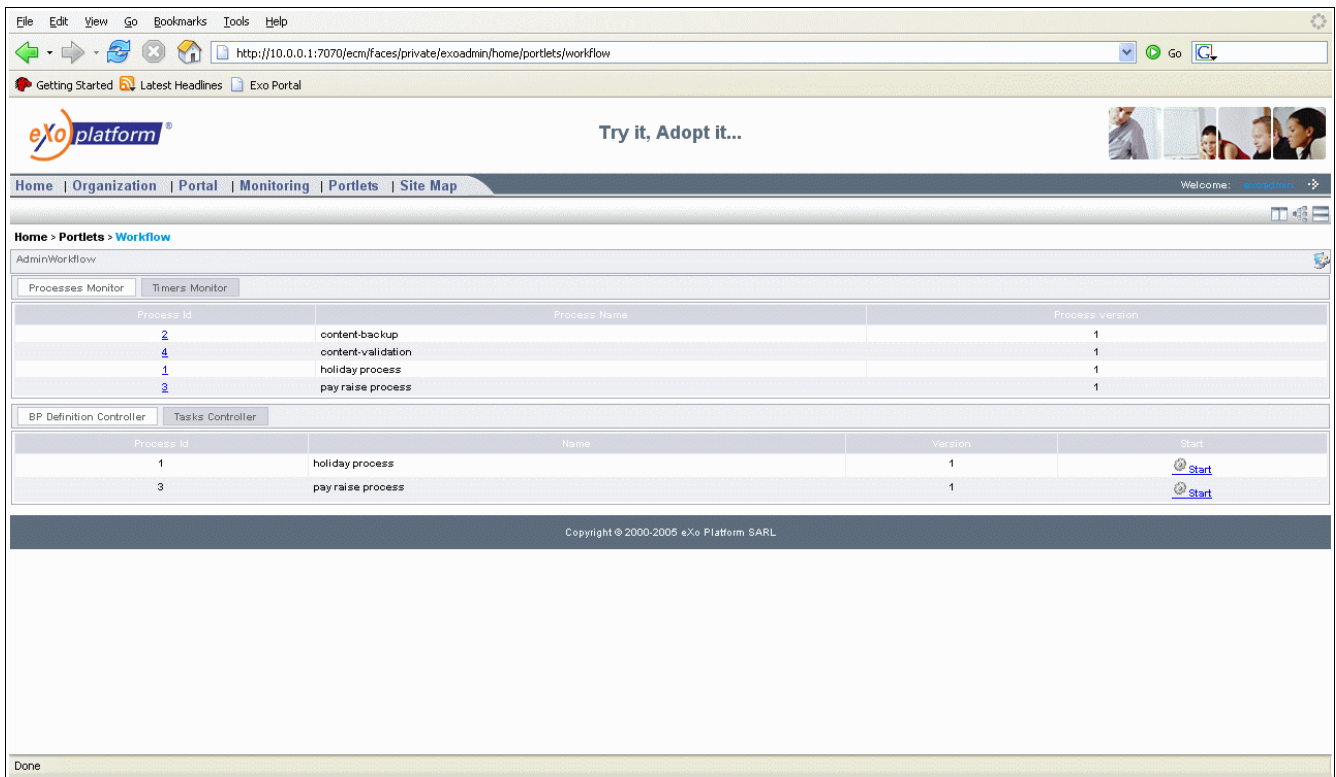 File Edit View Go Bookmarks Tools Help
http://10.0.0.1:7070/ecm/faces/private/exoadmin/home/portlets/workflow Go G
Getting Started Latest Headlines Exo Portal
eXo platform ®
Try it, Adopt it...
Home | Organization | Portal | Monitoring | Portlets | Site Map Welcome: exoadmin
Home > Portlets > Workflow
AdminWorkflow
Processes Monitor Timers Monitor
Process Id Process Name Process version
2 content-backup 1
4 content-validation 1
1 holiday process 1
3 pay raise process 1
BP Definition Controller Tasks Controller
Process Id Name Version Start
1 holiday process 1 Start
3 pay raise process 1 Start
Copyright © 2000-2005 eXo Platform SARL
Done